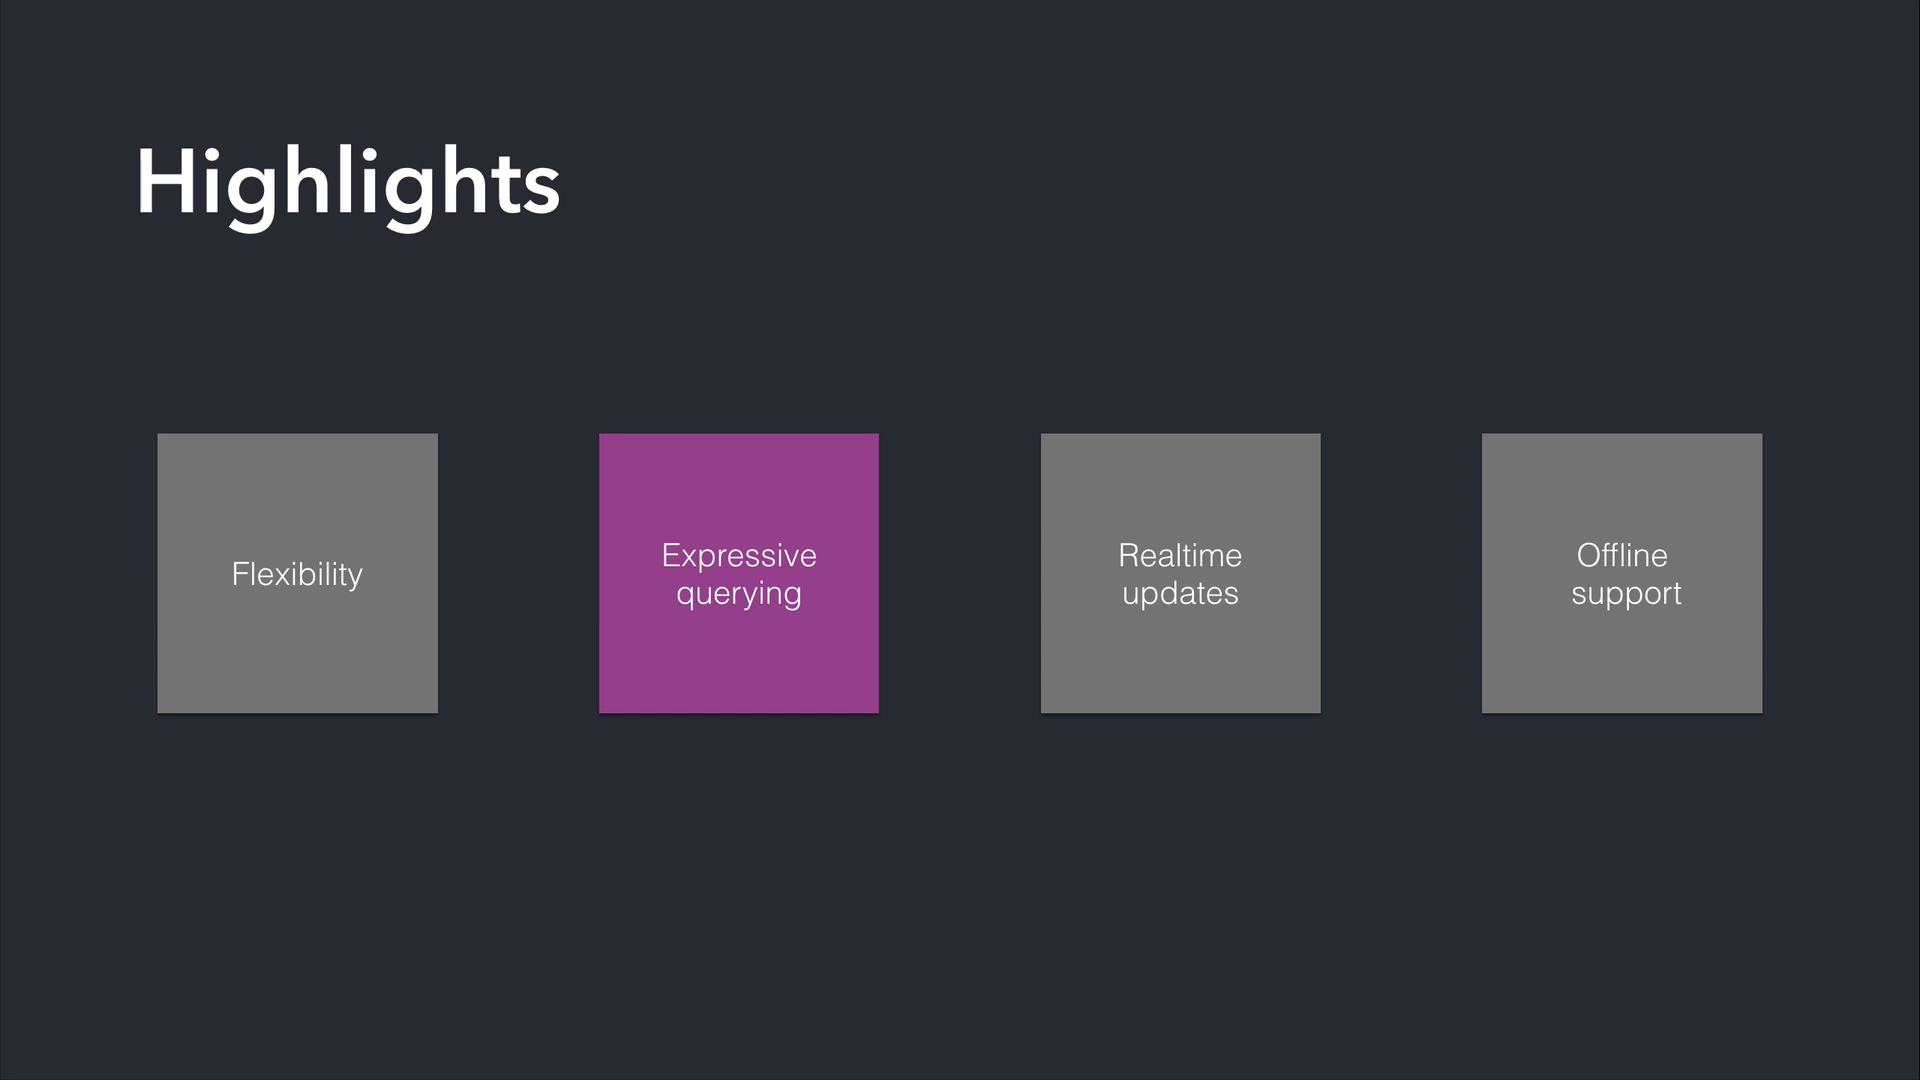 Highlights
Flexibility
Expressive
querying
Realtime
updates
Offline
support